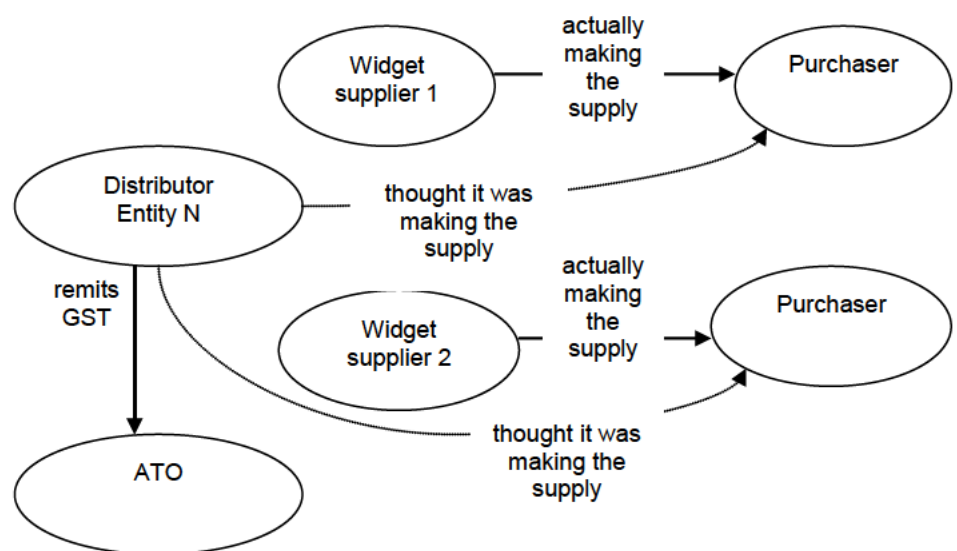 Widget
supplier 1
actually
making
the
supply
Purchaser
Distributor
Entity N
thought it was
making the
supply
remits
GST
Widget
supplier 2
actually
making
the
supply
Purchaser
thought it was
making the
supply
ATO